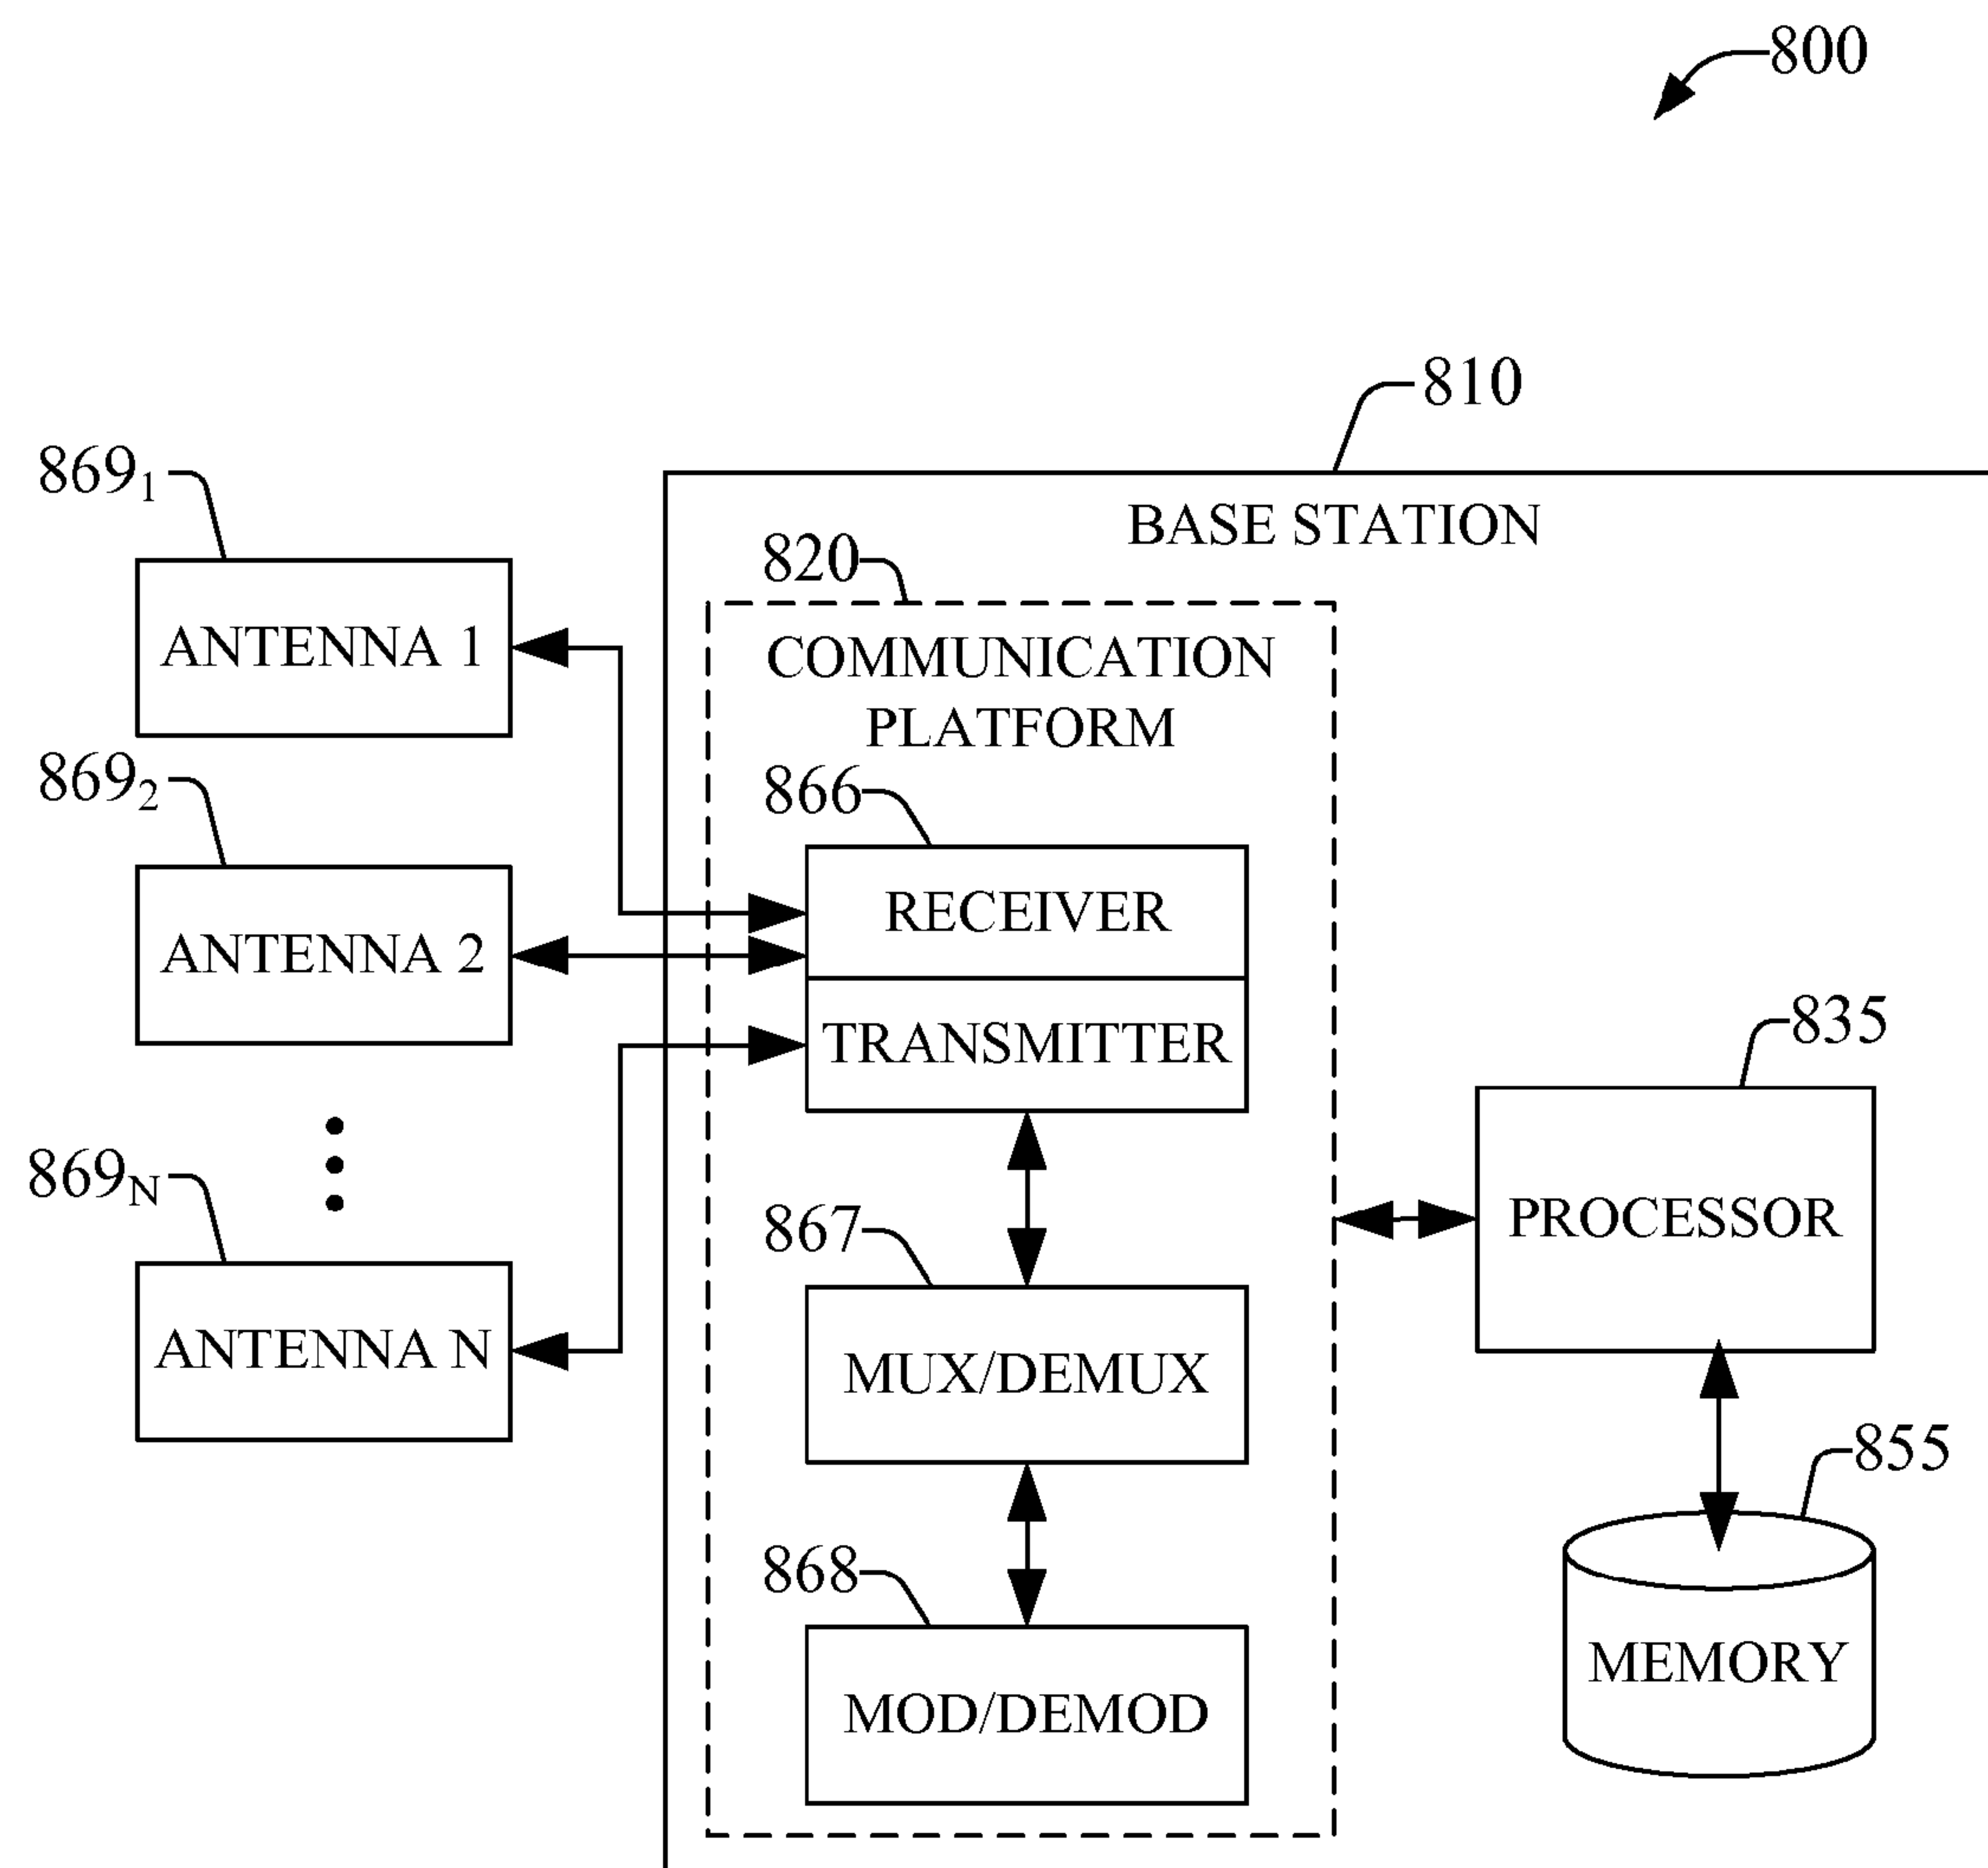 800
810
BASE STATION
869₁
820
ANTENNA 1
COMMUNICATION
PLATFORM
869₂
866
ANTENNA 2
RECEIVER
TRANSMITTER
835
PROCESSOR
869ₙ
867
ANTENNA N
MUX/DEMUX
855
868
MEMORY
MOD/DEMOD